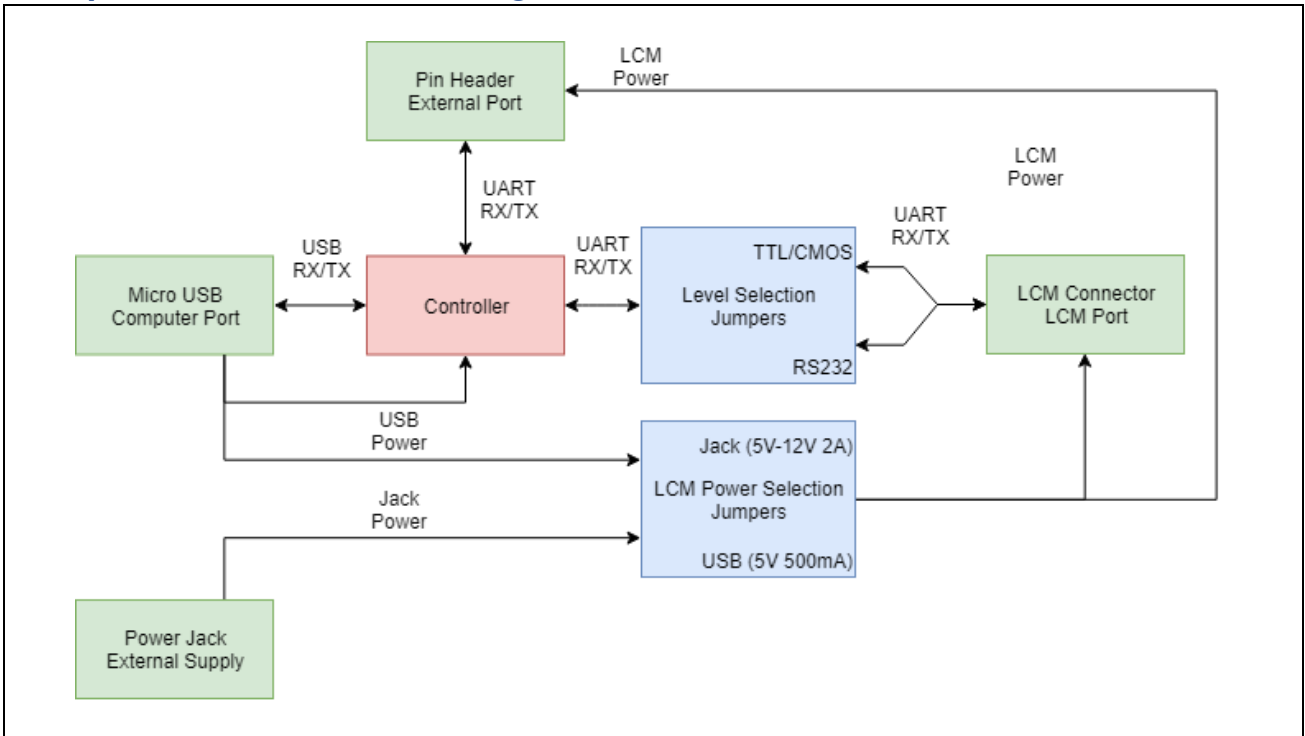 LCM
Power
Pin Header
External Port
LCM
Power
UART
RX/TX
UART
RX/TX
USB
RX/TX
UART
RX/TX
TTL/CMOS
Micro USB
Computer Port
Controller
Level Selection
Jumpers
LCM Connector
LCM Port
RS232
USB
Power
Jack (5V-12V 2A)
LCM Power Selection
Jumpers
Jack
Power
USB (5V 500mA)
Power Jack
External Supply